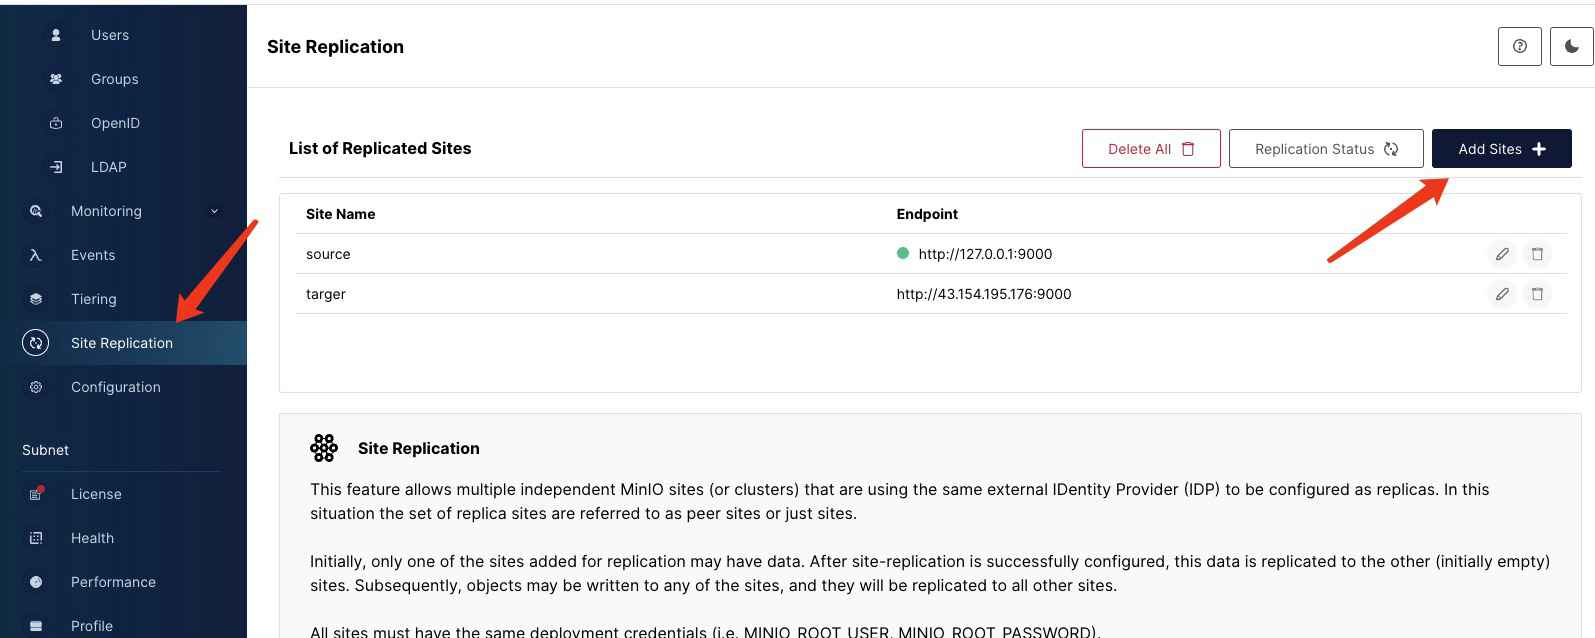 Users
Groups
OpenID
LDAP
Monitoring
Events
Tiering
Site Replication
Configuration
Subnet
License
Health
Performance
Profile
Site Replication
List of Replicated Sites
Delete All
Replication Status
Add Sites
Site Name Endpoint
source http://127.0.0.1:9000
targer http://43.154.195.176:9000
Site Replication
This feature allows multiple independent MinIO sites (or clusters) that are using the same external IDentity Provider (IDP) to be configured as replicas. In this
situation the set of replica sites are referred to as peer sites or just sites.
Initially, only one of the sites added for replication may have data. After site-replication is successfully configured, this data is replicated to the other (initially empty)
sites. Subsequently, objects may be written to any of the sites, and they will be replicated to all other sites.
All sites must have the same deployment credentials (i.e. MINIO_ROOT_USER, MINIO_ROOT_PASSWORD).